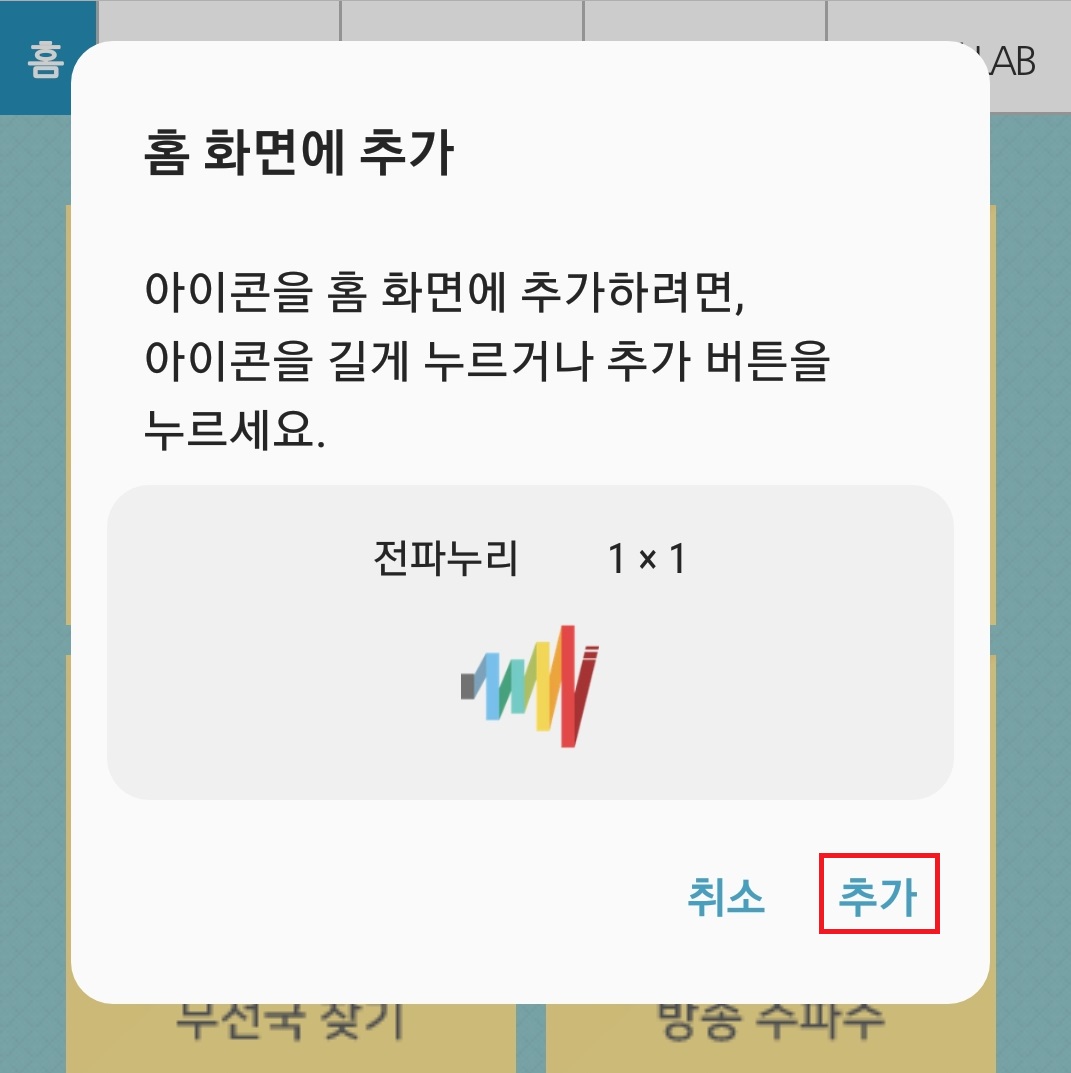 홈
LAB
홈 화면에 추가
아이콘을 홈 화면에 추가하려면,
아이콘을 길게 누르거나 추가 버튼을
누르세요.
전파누리 1 × 1
취소 추가
무선국 찾기 방송 주파수